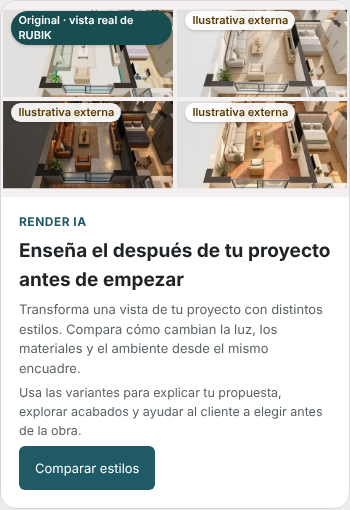 Original · vista real de
RUBIK
Ilustrativa externa
Ilustrativa externa
Ilustrativa externa
RENDER IA
Enseña el después de tu proyecto
antes de empezar
Transforma una vista de tu proyecto con distintos
estilos. Compara cómo cambian la luz, los
materiales y el ambiente desde el mismo
encuadre.
Usa las variantes para explicar tu propuesta,
explorar acabados y ayudar al cliente a elegir antes
de la obra.
Comparar estilos